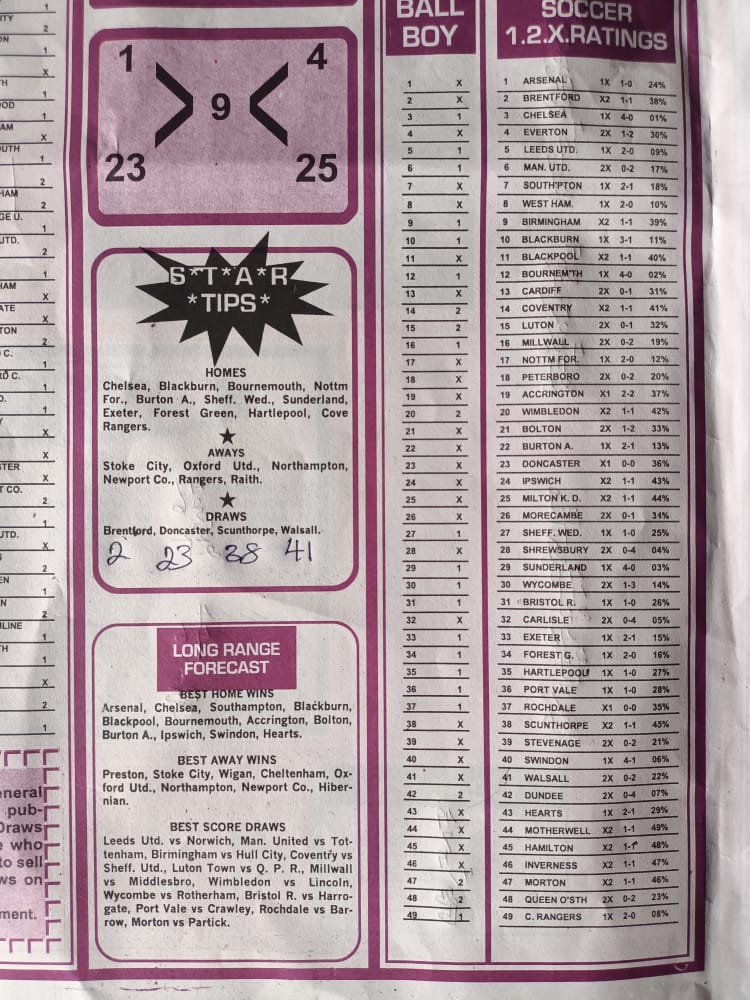 1
4
9
23
25
S*T*A*R
*TIPS*
HOMES
Chelsea, Blackburn, Bournemouth, Nottm
For., Burton A., Sheff. Wed., Sunderland,
Exeter, Forest Green, Hartlepool, Cove
Rangers.
AWAYS
Stoke City, Oxford Utd., Northampton,
Newport Co., Rangers, Raith.
DRAWS
Brentford, Doncaster, Scunthorpe, Walsall.
2 23 38 41
LONG RANGE
FORECAST
BEST HOME WINS
Arsenal, Chelsea, Southampton, Blackburn,
Blackpool, Bournemouth, Accrington, Bolton,
Burton A., Ipswich, Swindon, Hearts.
BEST AWAY WINS
Preston, Stoke City, Wigan, Cheltenham, Ox-
ford Utd., Northampton, Newport Co., Hiber-
nian.
BEST SCORE DRAWS
Leeds Utd. vs Norwich, Man. United vs Tot-
tenham, Birmingham vs Hull City, Coventry vs
Sheff. Utd., Luton Town vs Q. P. R., Millwall
vs Middlesbro, Wimbledon vs Lincoln,
Wycombe vs Rotherham, Bristol R. vs Harro-
gate, Port Vale vs Crawley, Rochdale vs Bar-
row, Morton vs Partick.
BALL
BOY
1 X
2 X
3 1
4 X
5 1
6 1
7 X
8 X
9 1
10 1
11 X
12 1
13 X
14 2
15 2
16 1
17 X
18 X
19 X
20 2
21 X
22 X
23 X
24 X
25 X
26 X
27 1
28 X
29 1
30 1
31 1
32 X
33 1
34 1
35 1
36 1
37 1
38 X
39 X
40 X
41 X
42 2
43 X
44 X
45 X
46 X
47 2
48 2
49 1
SOCCER
1.2.X.RATINGS
1 ARSENAL 1X 1-0 24%
2 BRENTFORD X2 1-1 38%
3 CHELSEA 1X 4-0 01%
4 EVERTON 2X 1-2 30%
5 LEEDS UTD. 1X 2-0 09%
6 MAN. UTD. 2X 0-2 17%
7 SOUTH'PTON 1X 2-1 18%
8 WEST HAM. 1X 2-0 10%
9 BIRMINGHAM X2 1-1 39%
10 BLACKBURN 1X 3-1 11%
11 BLACKPOOL X2 1-1 40%
12 BOURNEM'TH 1X 4-0 02%
13 CARDIFF 2X 0-1 31%
14 COVENTRY X2 1-1 41%
15 LUTON 2X 0-1 32%
16 MILLWALL 2X 0-2 19%
17 NOTTM FOR. 1X 2-0 12%
18 PETERBORO 2X 0-2 20%
19 ACCRINGTON X1 2-2 37%
20 WIMBLEDON X2 1-1 42%
21 BOLTON 2X 1-2 33%
22 BURTON A. 1X 2-1 13%
23 DONCASTER X1 0-0 36%
24 IPSWICH X2 1-1 43%
25 MILTON K. D. X2 1-1 44%
26 MORECAMBE 2X 0-1 34%
27 SHEFF. WED. 1X 1-0 25%
28 SHREWSBURY 2X 0-4 04%
29 SUNDERLAND 1X 4-0 03%
30 WYCOMBE 2X 1-3 14%
31 BRISTOL R. 1X 1-0 26%
32 CARLISLE 2X 0-4 05%
33 EXETER 1X 2-1 15%
34 FOREST G. 1X 2-0 16%
35 HARTLEPOOL 1X 1-0 27%
36 PORT VALE 1X 1-0 28%
37 ROCHDALE X1 0-0 35%
38 SCUNTHORPE X2 1-1 45%
39 STEVENAGE 2X 0-2 21%
40 SWINDON 1X 4-1 06%
41 WALSALL 2X 0-2 22%
42 DUNDEE 2X 0-4 07%
43 HEARTS 1X 2-1 29%
44 MOTHERWELL X2 1-1 49%
45 HAMILTON X2 1-1 48%
46 INVERNESS X2 1-1 47%
47 MORTON X2 1-1 46%
48 QUEEN O'STH 2X 0-2 23%
49 C. RANGERS 1X 2-0 08%